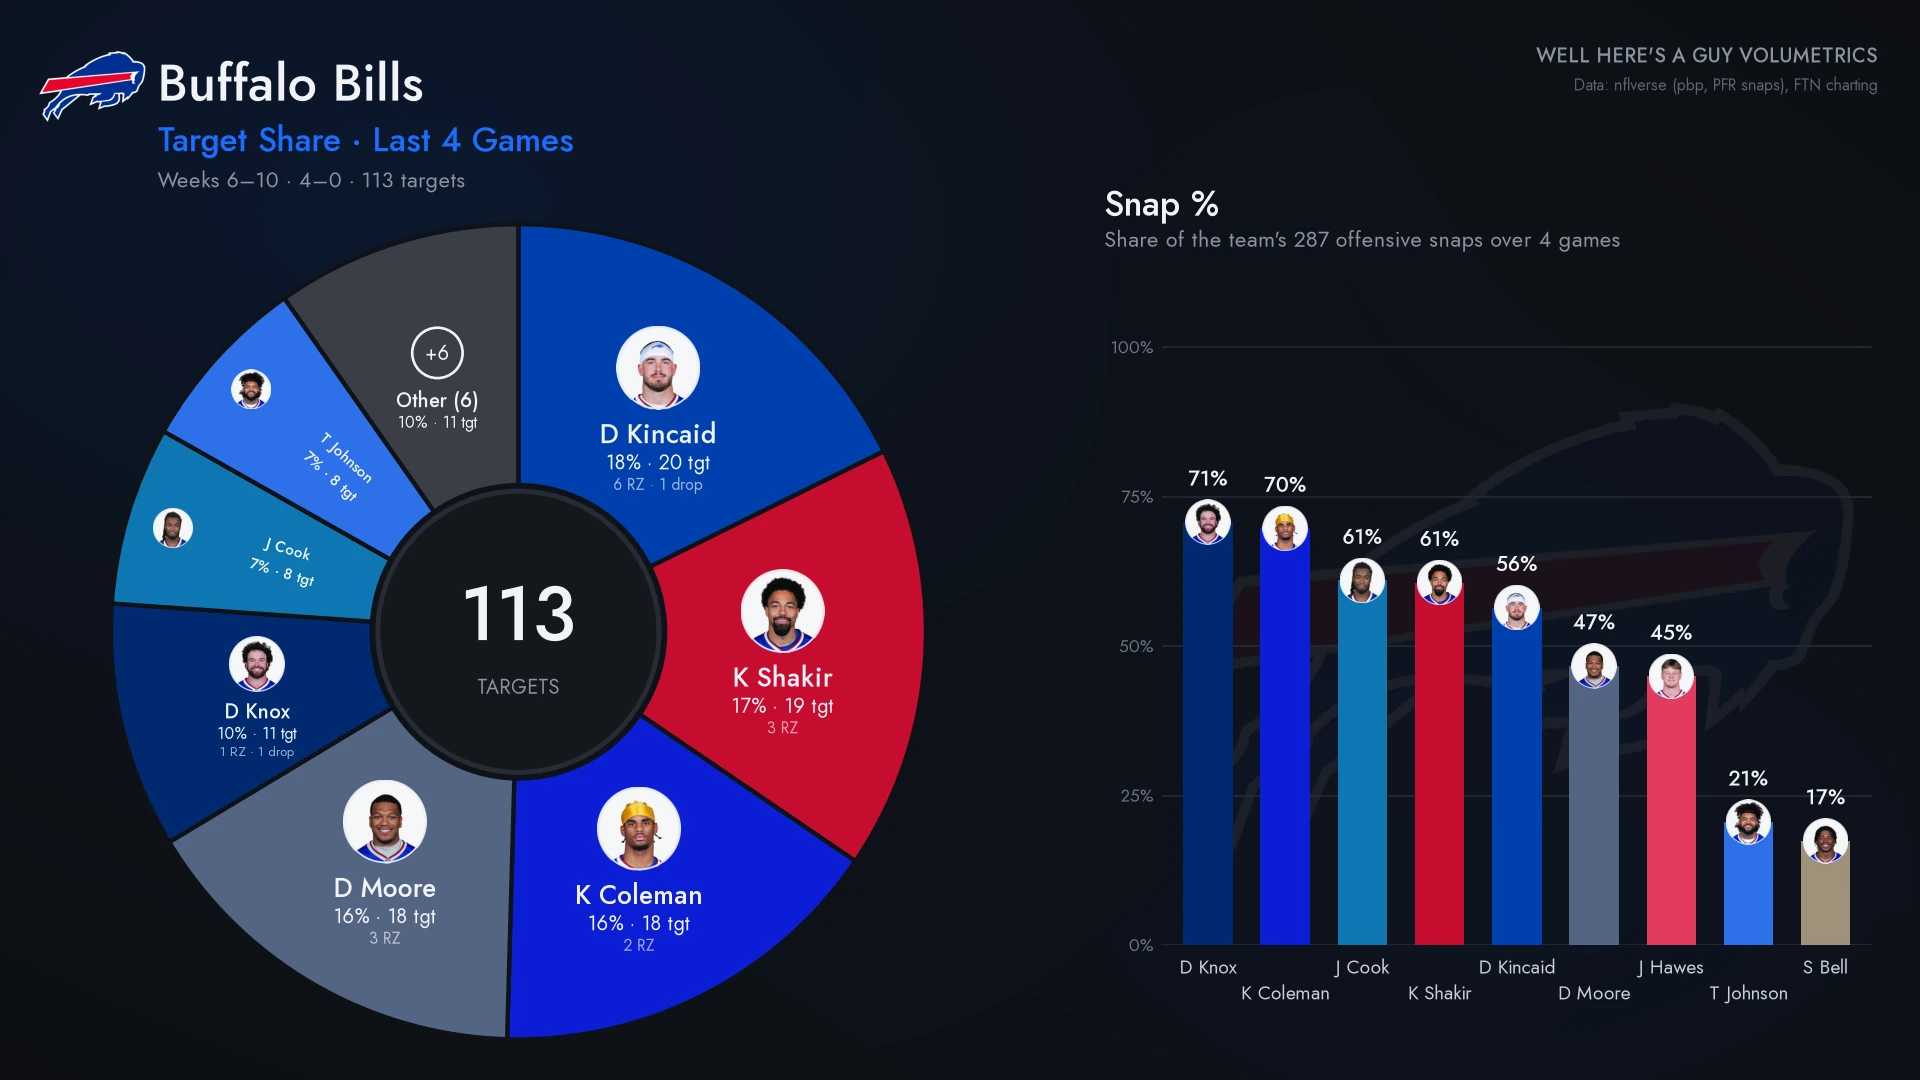 Buffalo Bills
Target Share · Last 4 Games
Weeks 6–10 · 4–0 · 113 targets
WELL HERE'S A GUY VOLUMETRICS
Data: nflverse (pbp, PFR snaps), FTN charting
+6
Other (6)
10% · 11 tgt
D Kincaid
18% · 20 tgt
6 RZ · 1 drop
T Johnson
7% · 8 tgt
J Cook
7% · 8 tgt
K Shakir
17% · 19 tgt
3 RZ
113
TARGETS
D Knox
10% · 11 tgt
1 RZ · 1 drop
D Moore
16% · 18 tgt
3 RZ
K Coleman
16% · 18 tgt
2 RZ
Snap %
Share of the team's 287 offensive snaps over 4 games
100%
75%
50%
25%
0%
71%
70%
61%
61%
56%
47%
45%
21%
17%
D Knox
K Coleman
J Cook
K Shakir
D Kincaid
D Moore
J Hawes
T Johnson
S Bell